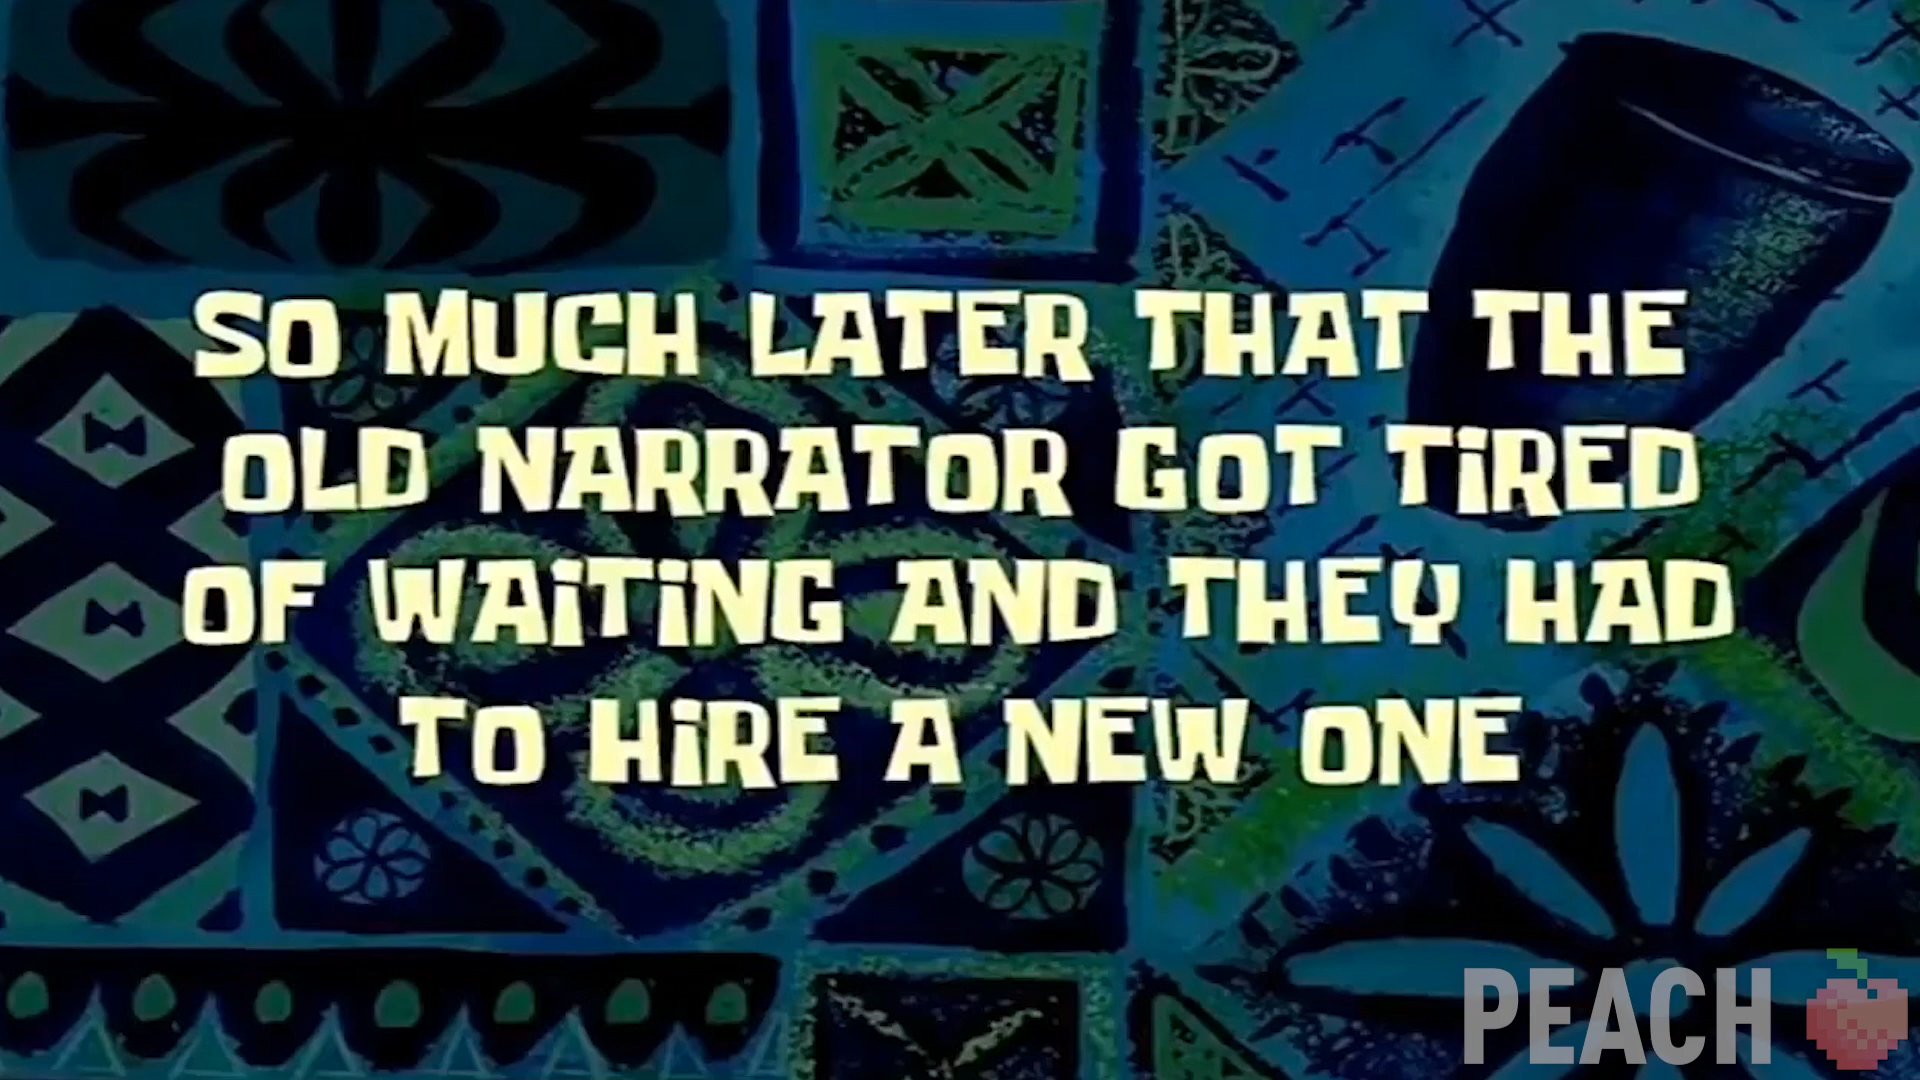 SO MUCH LATER THAT THE
OLD NARRATOR GOT TIRED
OF WAITING AND THEY HAD
TO HIRE A NEW ONE
PEACH